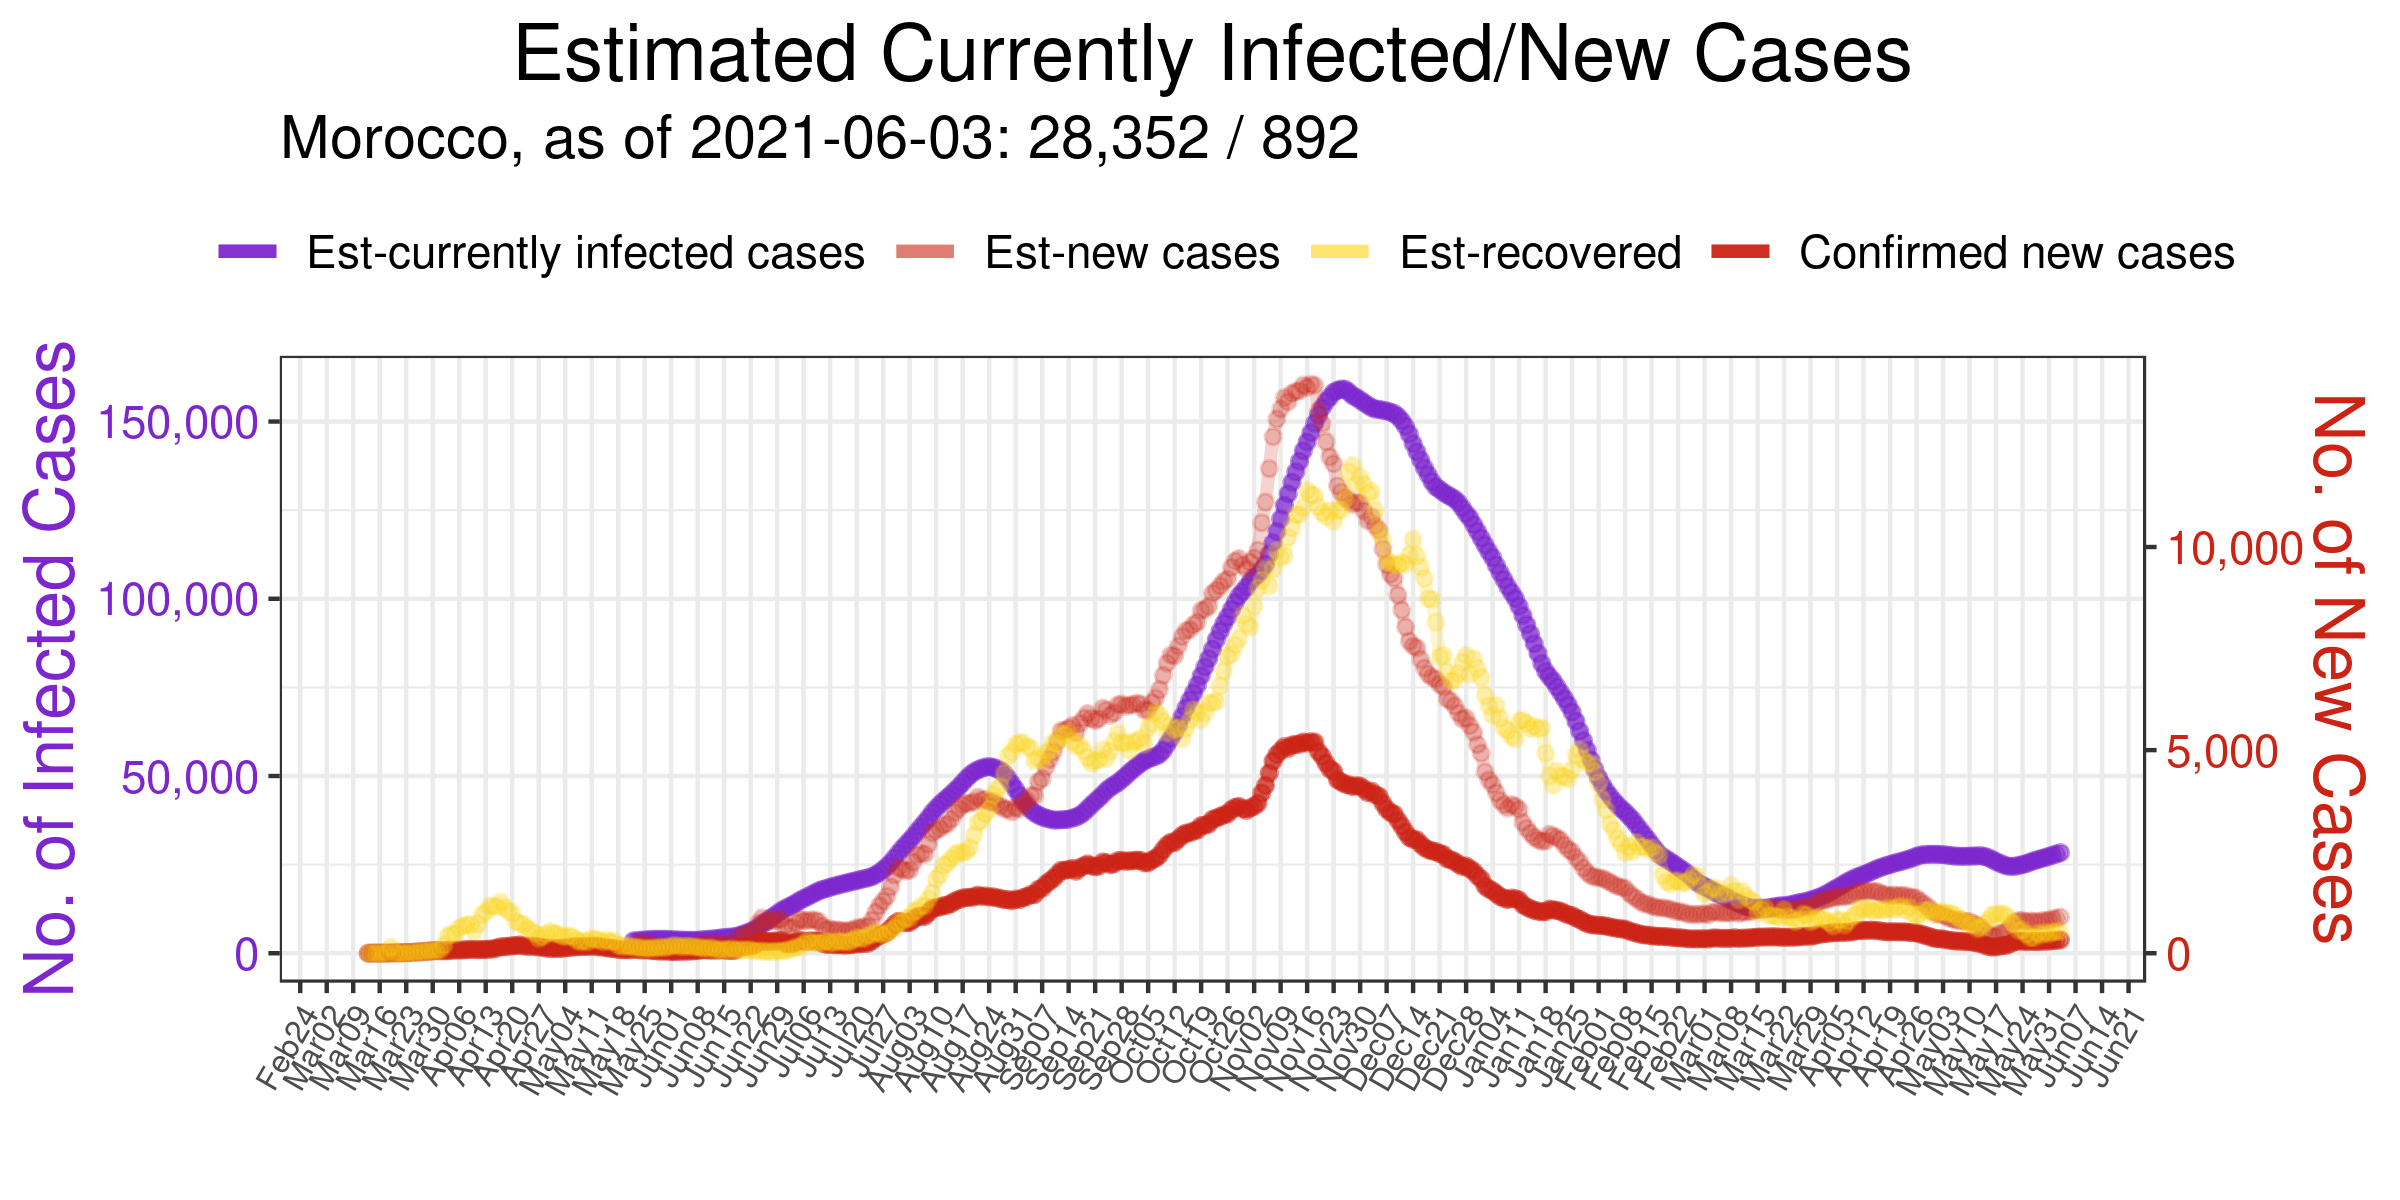 Estimated Currently Infected/New Cases
Morocco, as of 2021-06-03: 28,352 / 892
Est-currently infected cases
Est-new cases
Est-recovered
Confirmed new cases
No. of Infected Cases
150,000
100,000
50,000
0
10,000
5,000
0
No. of New Cases
Feb24
Mar02
Mar09
Mar16
Mar23
Mar30
Apr06
Apr13
Apr20
Apr27
May04
May11
May18
May25
Jun01
Jun08
Jun15
Jun22
Jun29
Jul06
Jul13
Jul20
Jul27
Aug03
Aug10
Aug17
Aug24
Aug31
Sep07
Sep14
Sep21
Sep28
Oct05
Oct12
Oct19
Oct26
Nov02
Nov09
Nov16
Nov23
Nov30
Dec07
Dec14
Dec21
Dec28
Jan04
Jan11
Jan18
Jan25
Feb01
Feb08
Feb15
Feb22
Mar01
Mar08
Mar15
Mar22
Mar29
Apr05
Apr12
Apr19
Apr26
May03
May10
May17
May24
May31
Jun07
Jun14
Jun21